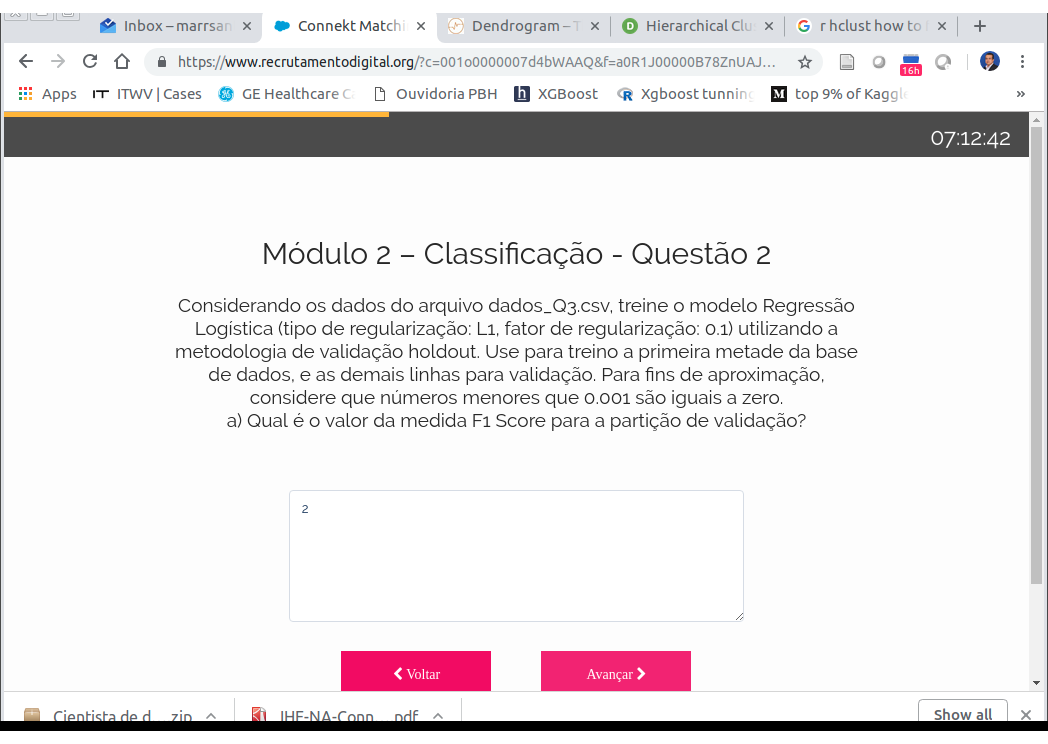 Inbox – marrsan
Connekt Matchi
Dendrogram – T
Hierarchical Clu
r hclust how to
https://www.recrutamentodigital.org/?c=001o0000007d4bWAAQ&f=a0R1J00000B78ZnUAJ...
16h
Apps
ITWV | Cases
GE Healthcare C
Ouvidoria PBH
XGBoost
Xgboost tunning
top 9% of Kaggl
»
07:12:42
Módulo 2 – Classificação - Questão 2
Considerando os dados do arquivo dados_Q3.csv, treine o modelo Regressão
Logística (tipo de regularização: L1, fator de regularização: 0.1) utilizando a
metodologia de validação holdout. Use para treino a primeira metade da base
de dados, e as demais linhas para validação. Para fins de aproximação,
considere que números menores que 0.001 são iguais a zero.
a) Qual é o valor da medida F1 Score para a partição de validação?
2
Voltar
Avançar
Cientista de d....zip
IHF-NA-Conn....pdf
Show all